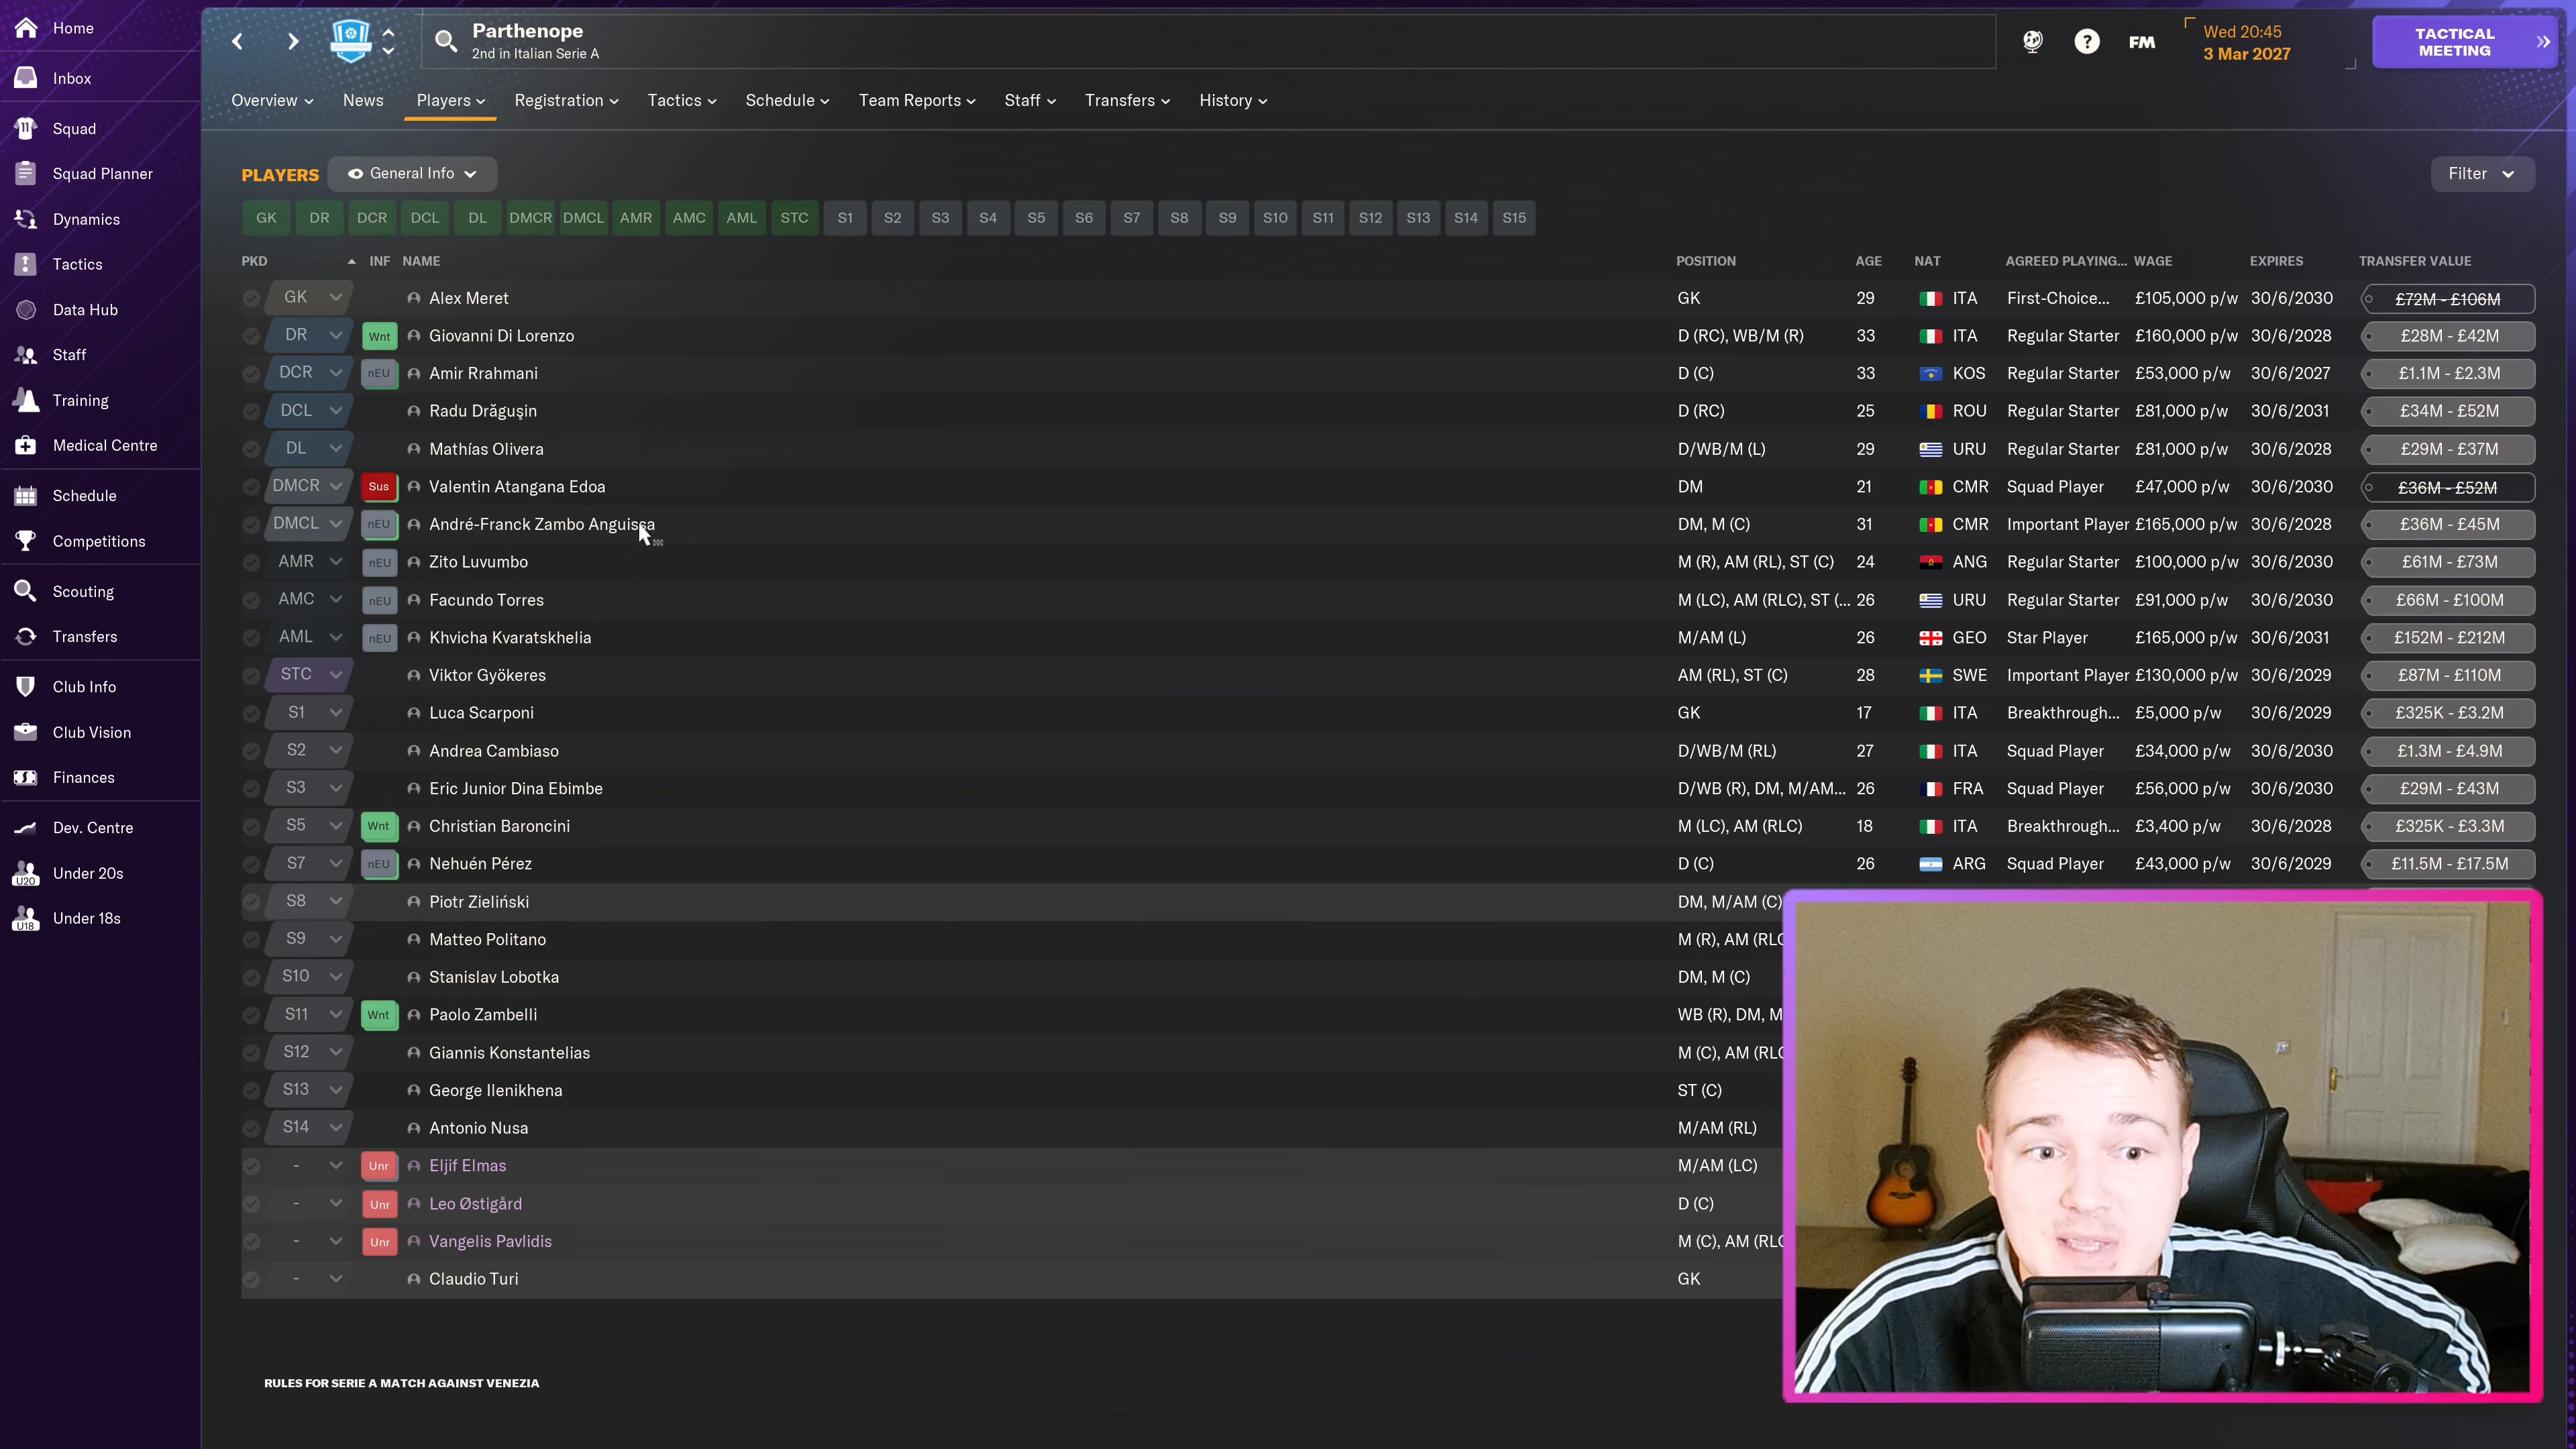 Home
Inbox
Squad
Squad Planner
Dynamics
Tactics
Data Hub
Staff
Training
Medical Centre
Schedule
Competitions
Scouting
Transfers
Club Info
Club Vision
Finances
Dev. Centre
U20 Under 20s
U18 Under 18s
Parthenope
2nd in Italian Serie A
? FM
Wed 20:45
3 Mar 2027
TACTICAL MEETING
Overview News Players Registration Tactics Schedule Team Reports Staff Transfers History
PLAYERS General Info Filter
GK DR DCR DCL DL DMCR DMCL AMR AMC AML STC S1 S2 S3 S4 S5 S6 S7 S8 S9 S10 S11 S12 S13 S14 S15
PKD INF NAME POSITION AGE NAT AGREED PLAYING... WAGE EXPIRES TRANSFER VALUE
GK Alex Meret GK 29 ITA First-Choice... £105,000 p/w 30/6/2030 £72M - £106M
DR Wnt Giovanni Di Lorenzo D (RC), WB/M (R) 33 ITA Regular Starter £160,000 p/w 30/6/2028 £28M - £42M
DCR nEU Amir Rrahmani D (C) 33 KOS Regular Starter £53,000 p/w 30/6/2027 £1.1M - £2.3M
DCL Radu Drăguşin D (RC) 25 ROU Regular Starter £81,000 p/w 30/6/2031 £34M - £52M
DL Mathías Olivera D/WB/M (L) 29 URU Regular Starter £81,000 p/w 30/6/2028 £29M - £37M
DMCR Sus Valentin Atangana Edoa DM 21 CMR Squad Player £47,000 p/w 30/6/2030 £36M - £52M
DMCL nEU André-Franck Zambo Anguissa DM, M (C) 31 CMR Important Player £165,000 p/w 30/6/2028 £36M - £45M
AMR nEU Zito Luvumbo M (R), AM (RL), ST (C) 24 ANG Regular Starter £100,000 p/w 30/6/2030 £61M - £73M
AMC nEU Facundo Torres M (LC), AM (RLC), ST (... 26 URU Regular Starter £91,000 p/w 30/6/2030 £66M - £100M
AML nEU Khvicha Kvaratskhelia M/AM (L) 26 GEO Star Player £165,000 p/w 30/6/2031 £152M - £212M
STC Viktor Gyökeres AM (RL), ST (C) 28 SWE Important Player £130,000 p/w 30/6/2029 £87M - £110M
S1 Luca Scarponi GK 17 ITA Breakthrough... £5,000 p/w 30/6/2029 £325K - £3.2M
S2 Andrea Cambiaso D/WB/M (RL) 27 ITA Squad Player £34,000 p/w 30/6/2030 £1.3M - £4.9M
S3 Eric Junior Dina Ebimbe D/WB (R), DM, M/AM... 26 FRA Squad Player £56,000 p/w 30/6/2030 £29M - £43M
S5 Wnt Christian Baroncini M (LC), AM (RLC) 18 ITA Breakthrough... £3,400 p/w 30/6/2028 £325K - £3.3M
S7 nEU Nehuén Pérez D (C) 26 ARG Squad Player £43,000 p/w 30/6/2029 £11.5M - £17.5M
S8 Piotr Zieliński DM, M/AM (C)
S9 Matteo Politano M (R), AM (RLC
S10 Stanislav Lobotka DM, M (C)
S11 Wnt Paolo Zambelli WB (R), DM, M
S12 Giannis Konstantelias M (C), AM (RLC
S13 George Ilenikhena ST (C)
S14 Antonio Nusa M/AM (RL)
- Unr Eljif Elmas M/AM (LC)
- Unr Leo Østigård D (C)
- Unr Vangelis Pavlidis M (C), AM (RLC
- Claudio Turi GK
RULES FOR SERIE A MATCH AGAINST VENEZIA